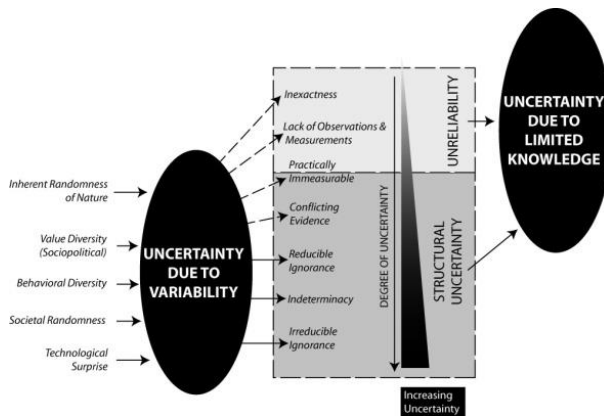 Inherent Randomness
of Nature
Value Diversity
(Sociopolitical)
Behavioral Diversity
Societal Randomness
Technological
Surprise
UNCERTAINTY
DUE TO
VARIABILITY
Inexactness
Lack of Observations &
Measurements
Practically
Immeasurable
Conflicting
Evidence
Reducible
Ignorance
Indeterminacy
Irreducible
Ignorance
DEGREE OF UNCERTAINTY
UNRELIABILITY
STRUCTURAL
UNCERTAINTY
Increasing
Uncertainty
UNCERTAINTY
DUE TO
LIMITED
KNOWLEDGE